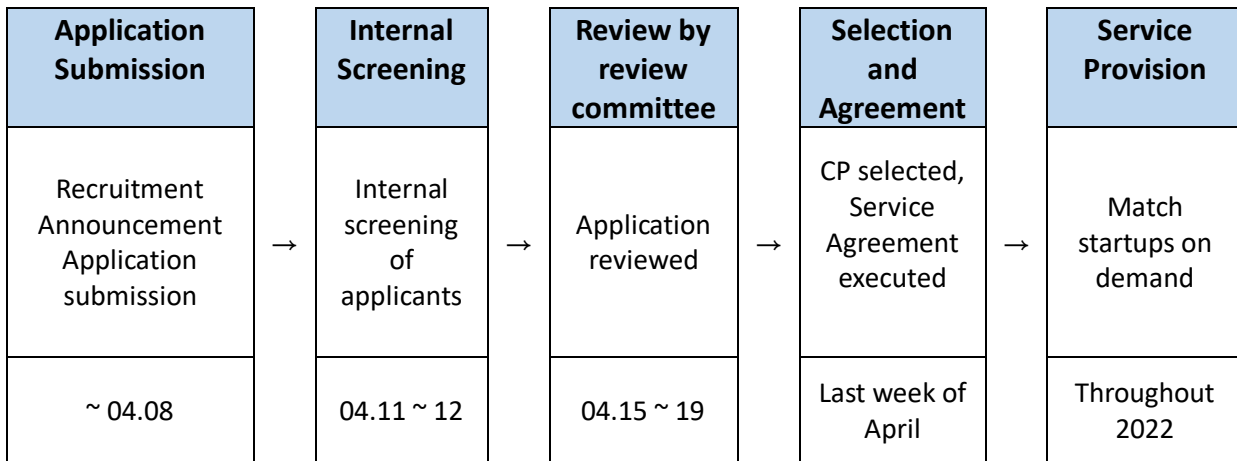 Application
Submission
Internal
Screening
Review by
review
committee
Selection
and
Agreement
Service
Provision
Recruitment
Announcement
Application
submission
→
Internal
screening
of
applicants
→
Application
reviewed
→
CP selected,
Service
Agreement
executed
→
Match
startups on
demand
~ 04.08
04.11 ~ 12
04.15 ~ 19
Last week of
April
Throughout
2022